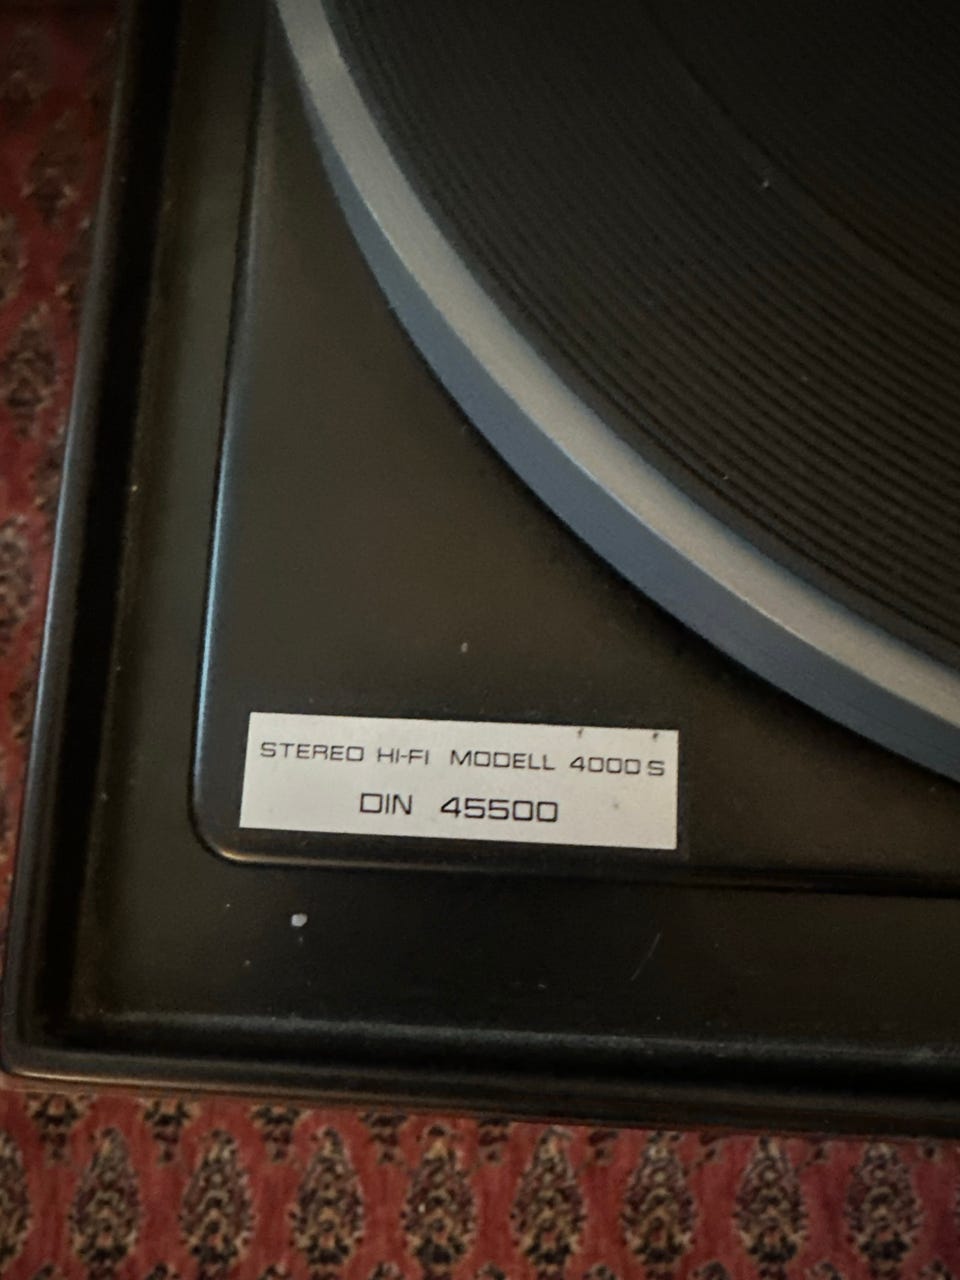 STEREO HI-FI MODELL 4000 S
DIN 45500